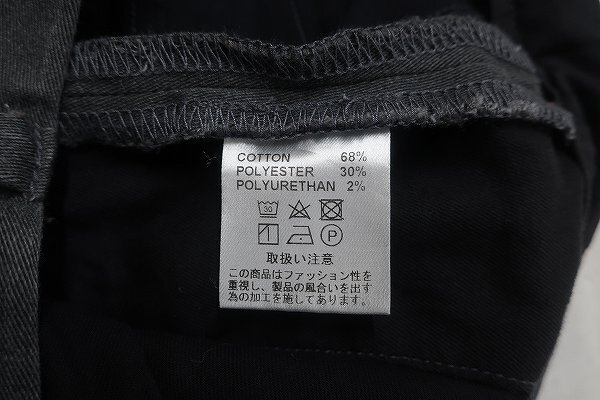 COTTON 68%
POLYESTER 30%
POLYURETHAN 2%
30
P
取扱い注意
この商品はファッション性を
重視し、製品の風合いを出す
為の加工を施してあります。